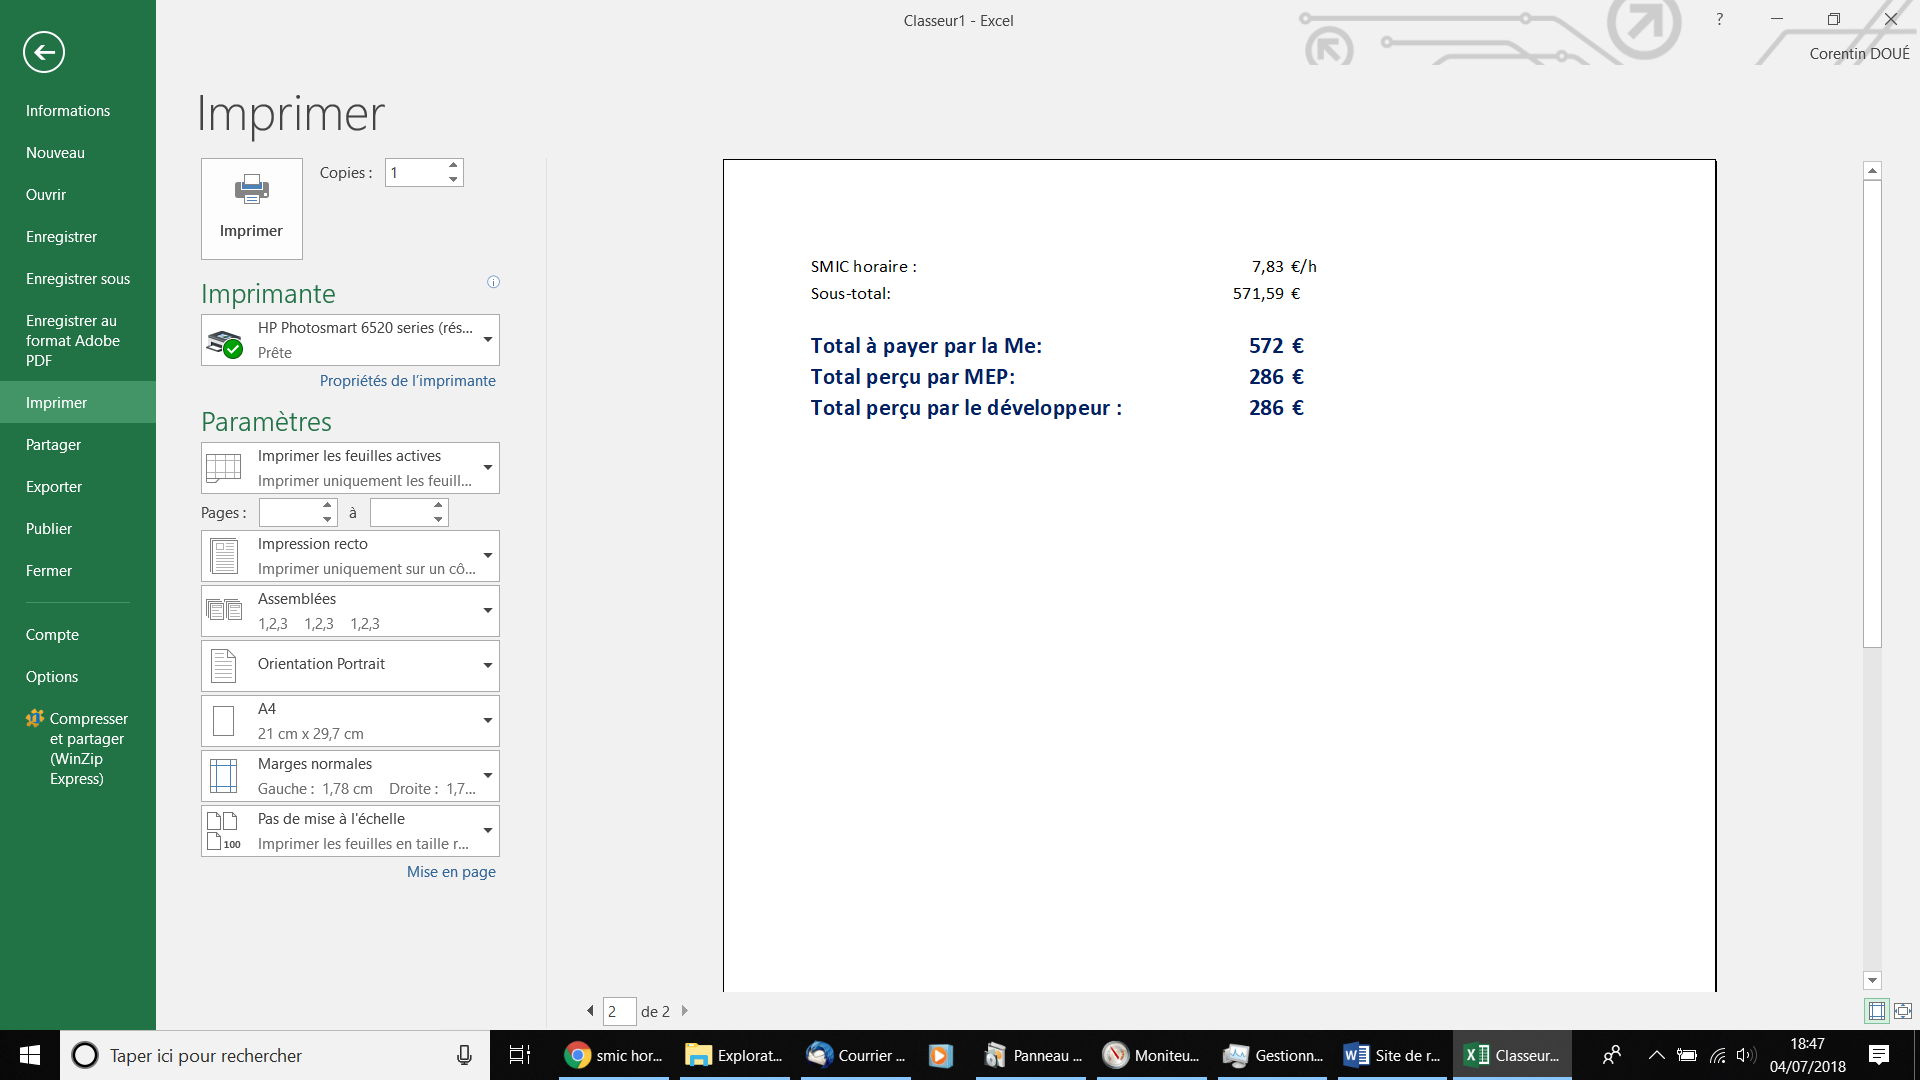 Classeur1 - Excel
?
Corentin DOUÉ
Informations
Nouveau
Ouvrir
Enregistrer
Enregistrer sous
Enregistrer au
format Adobe
PDF
Imprimer
Partager
Exporter
Publier
Fermer
Compte
Options
Compresser
et partager
(WinZip
Express)
Imprimer
Imprimer
Copies : 1
Imprimante
HP Photosmart 6520 series (rés...
Prête
Propriétés de l'imprimante
Paramètres
Imprimer les feuilles actives
Imprimer uniquement les feuill...
Pages : à
Impression recto
Imprimer uniquement sur un cô...
Assemblées
1,2,3 1,2,3 1,2,3
Orientation Portrait
A4
21 cm x 29,7 cm
Marges normales
Gauche : 1,78 cm Droite : 1,7...
Pas de mise à l'échelle
100
Imprimer les feuilles en taille r...
Mise en page
SMIC horaire : 7,83 €/h
Sous-total: 571,59 €
Total à payer par la Me: 572 €
Total perçu par MEP: 286 €
Total perçu par le développeur : 286 €
2 de 2
Taper ici pour rechercher
smic hor...
Explorat...
Courrier ...
Panneau ...
Moniteu...
Gestionn...
Site de r...
Classeur...
18:47
04/07/2018